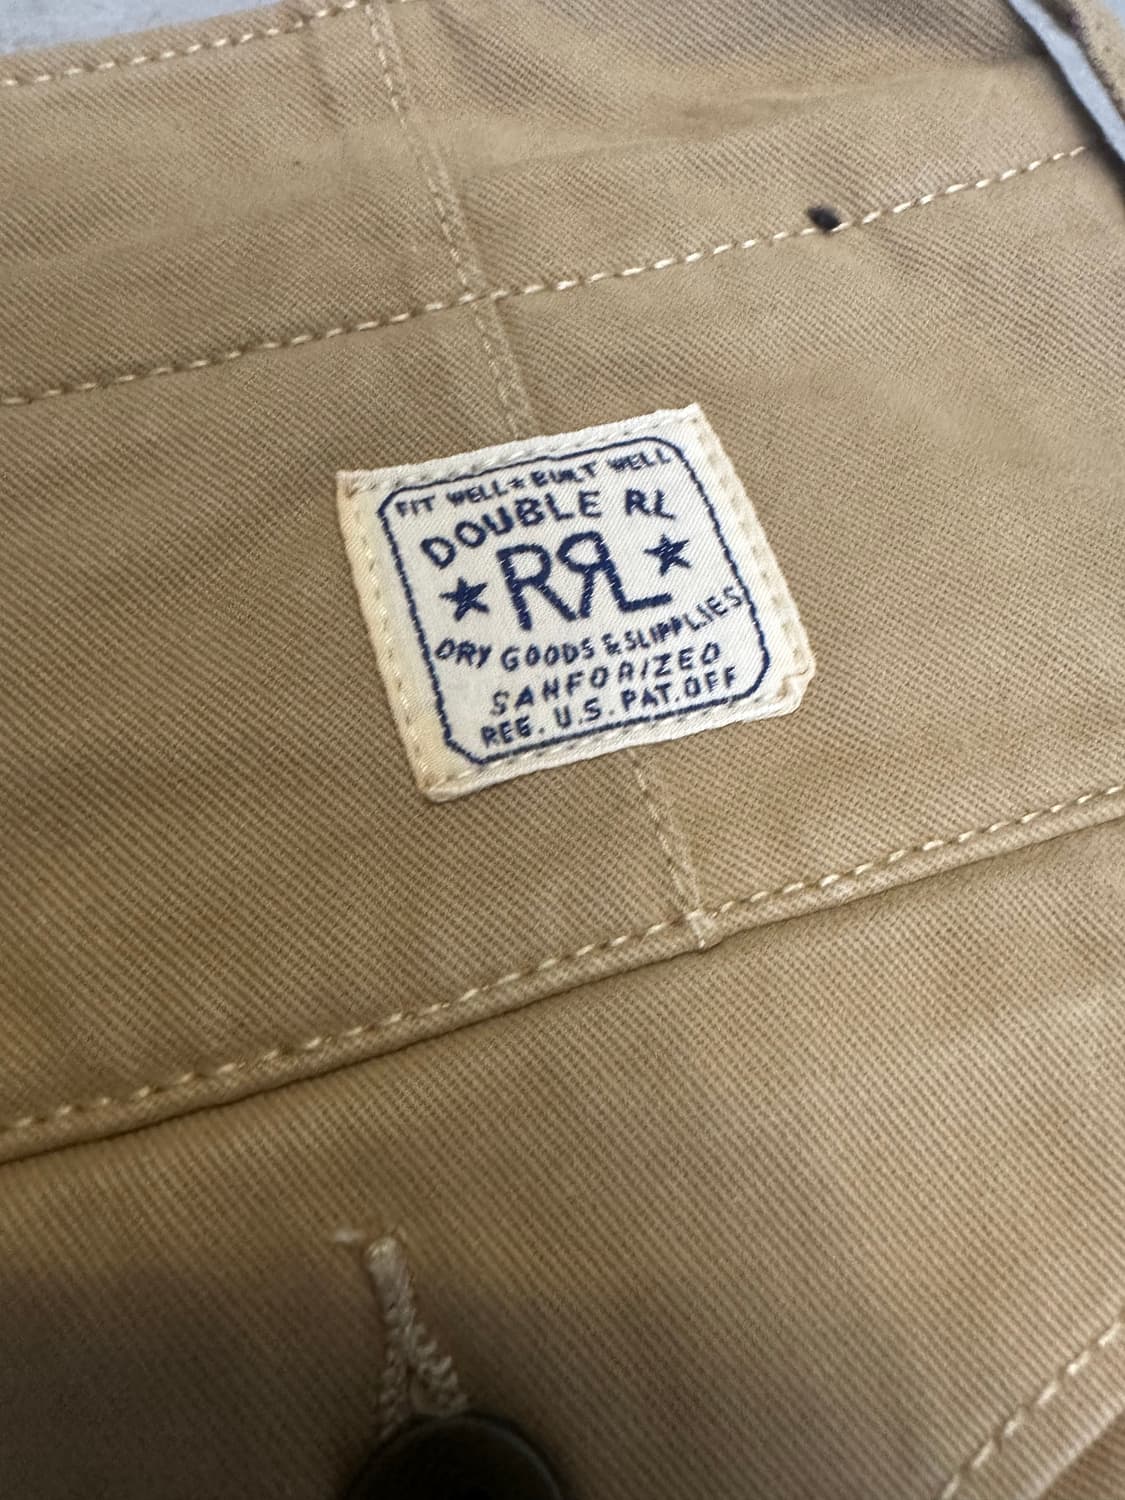 FIT WELL ★ BUILT WELL
DOUBLE RL
★ RRL ★
DRY GOODS & SUPPLIES
SANFORIZED
REG. U.S. PAT. OFF